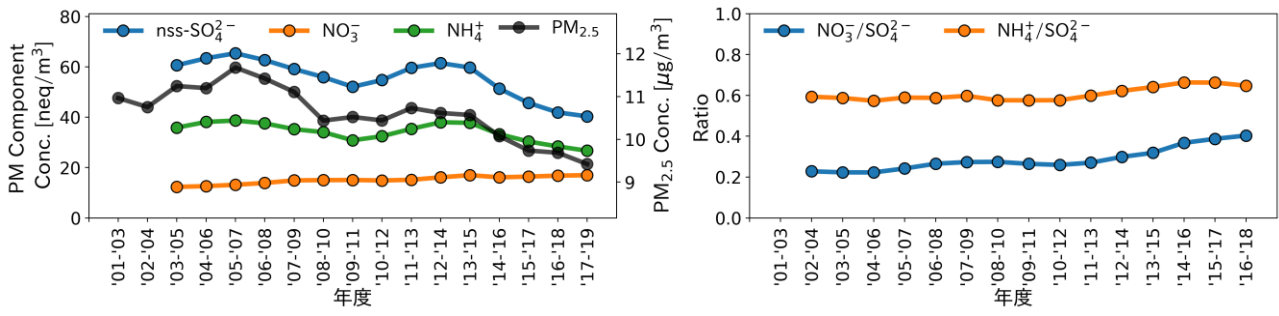 nss-SO₄²⁻ NO₃⁻ NH₄⁺ PM₂.₅
PM Component
Conc. [neq/m³]
80
60
40
20
0
12
11
10
9
PM₂.₅ Conc. [μg/m³]
'01-'03 '02-'04 '03-'05 '04-'06 '05-'07 '06-'08 '07-'09 '08-'10 '09-'11 '10-'12 '11-'13 '12-'14 '13-'15 '14-'16 '15-'17 '16-'18 '17-'19
年度
NO₃⁻/SO₄²⁻ NH₄⁺/SO₄²⁻
Ratio
1.0
0.8
0.6
0.4
0.2
0.0
'01-'03 '02-'04 '03-'05 '04-'06 '05-'07 '06-'08 '07-'09 '08-'10 '09-'11 '10-'12 '11-'13 '12-'14 '13-'15 '14-'16 '15-'17 '16-'18
年度